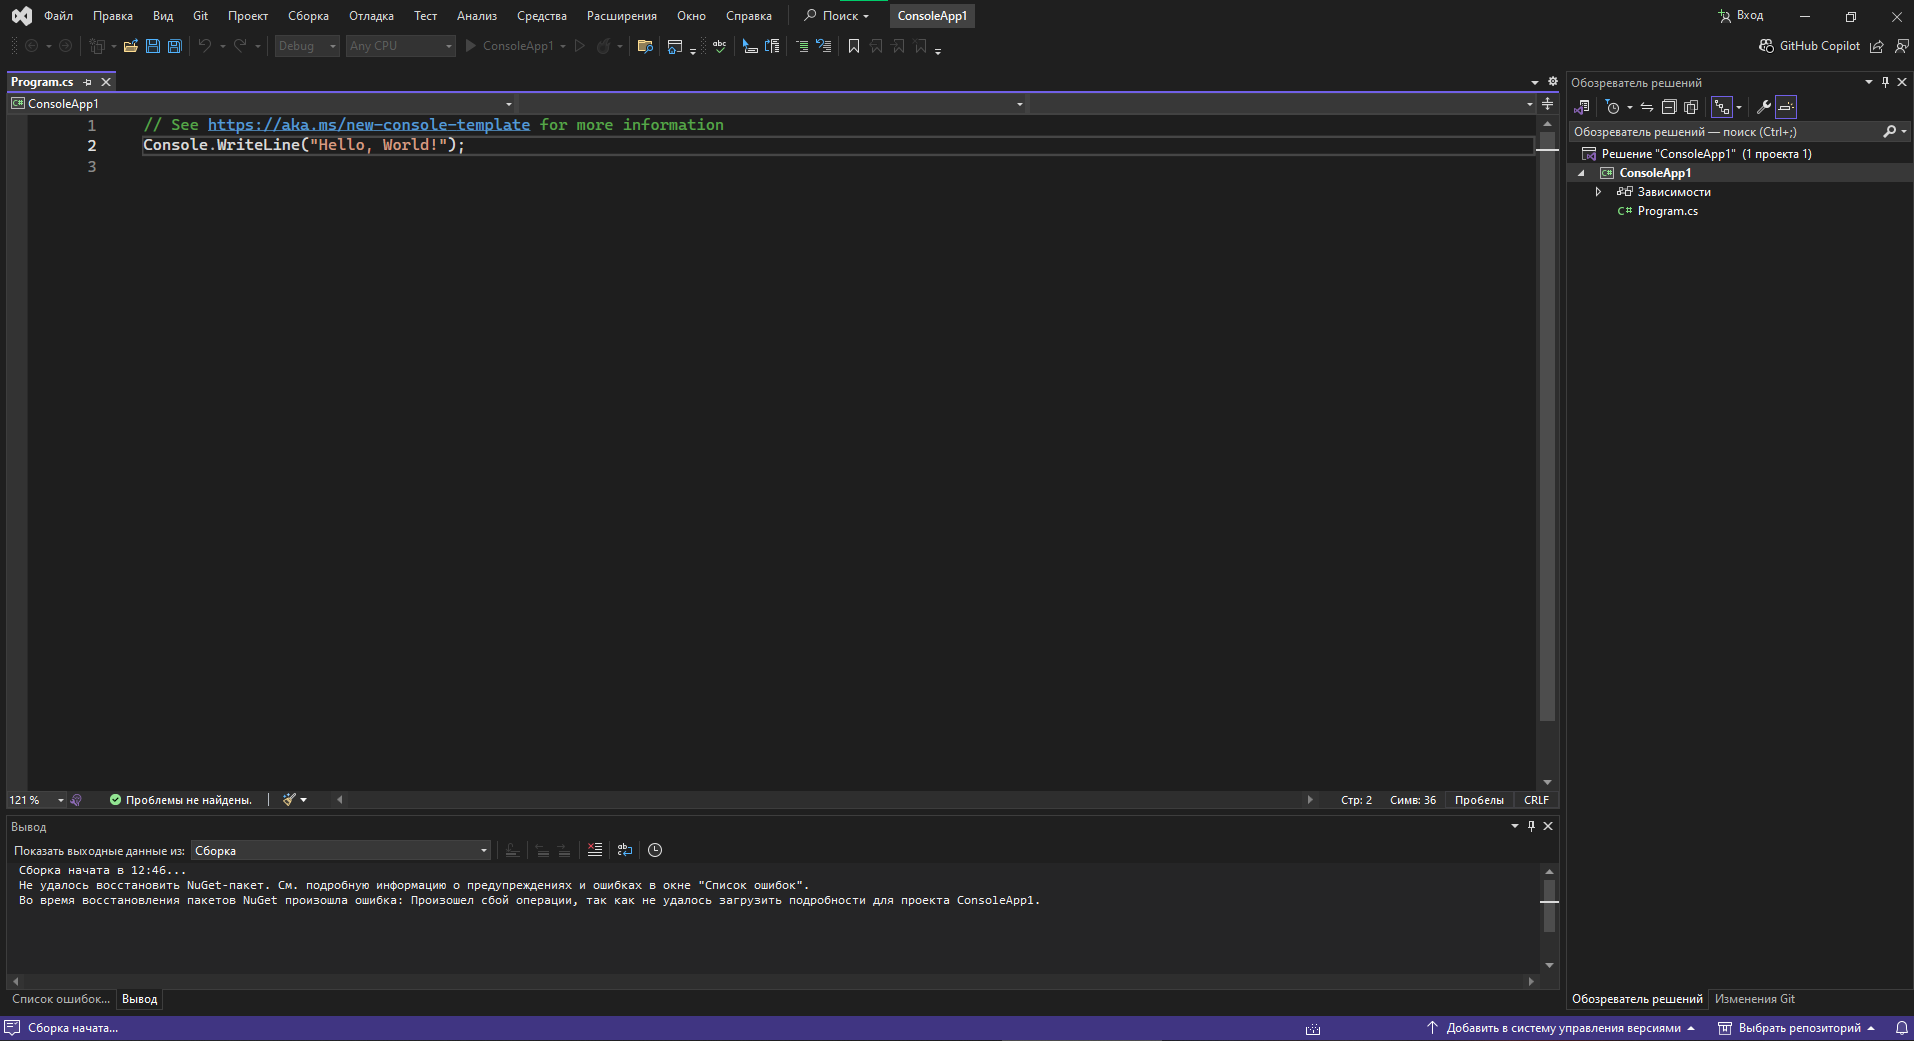 Файл Правка Вид Git Проект Сборка Отладка Тест Анализ Средства Расширения Окно Справка Поиск ConsoleApp1 Вход
Debug Any CPU ConsoleApp1 GitHub Copilot
Program.cs
ConsoleApp1
1 // See https://aka.ms/new-console-template for more information
2 Console.WriteLine("Hello, World!");
3
121 % Проблемы не найдены. Стр: 2 Симв: 36 Пробелы CRLF
Вывод
Показать выходные данные из: Сборка
Сборка начата в 12:46...
Не удалось восстановить NuGet-пакет. См. подробную информацию о предупреждениях и ошибках в окне "Список ошибок".
Во время восстановления пакетов NuGet произошла ошибка: Произошел сбой операции, так как не удалось загрузить подробности для проекта ConsoleApp1.
Список ошибок... Вывод
Обозреватель решений
Обозреватель решений — поиск (Ctrl+;)
Решение "ConsoleApp1" (1 проекта 1)
C# ConsoleApp1
Зависимости
C# Program.cs
Обозреватель решений Изменения Git
Сборка начата... Добавить в систему управления версиями Выбрать репозиторий